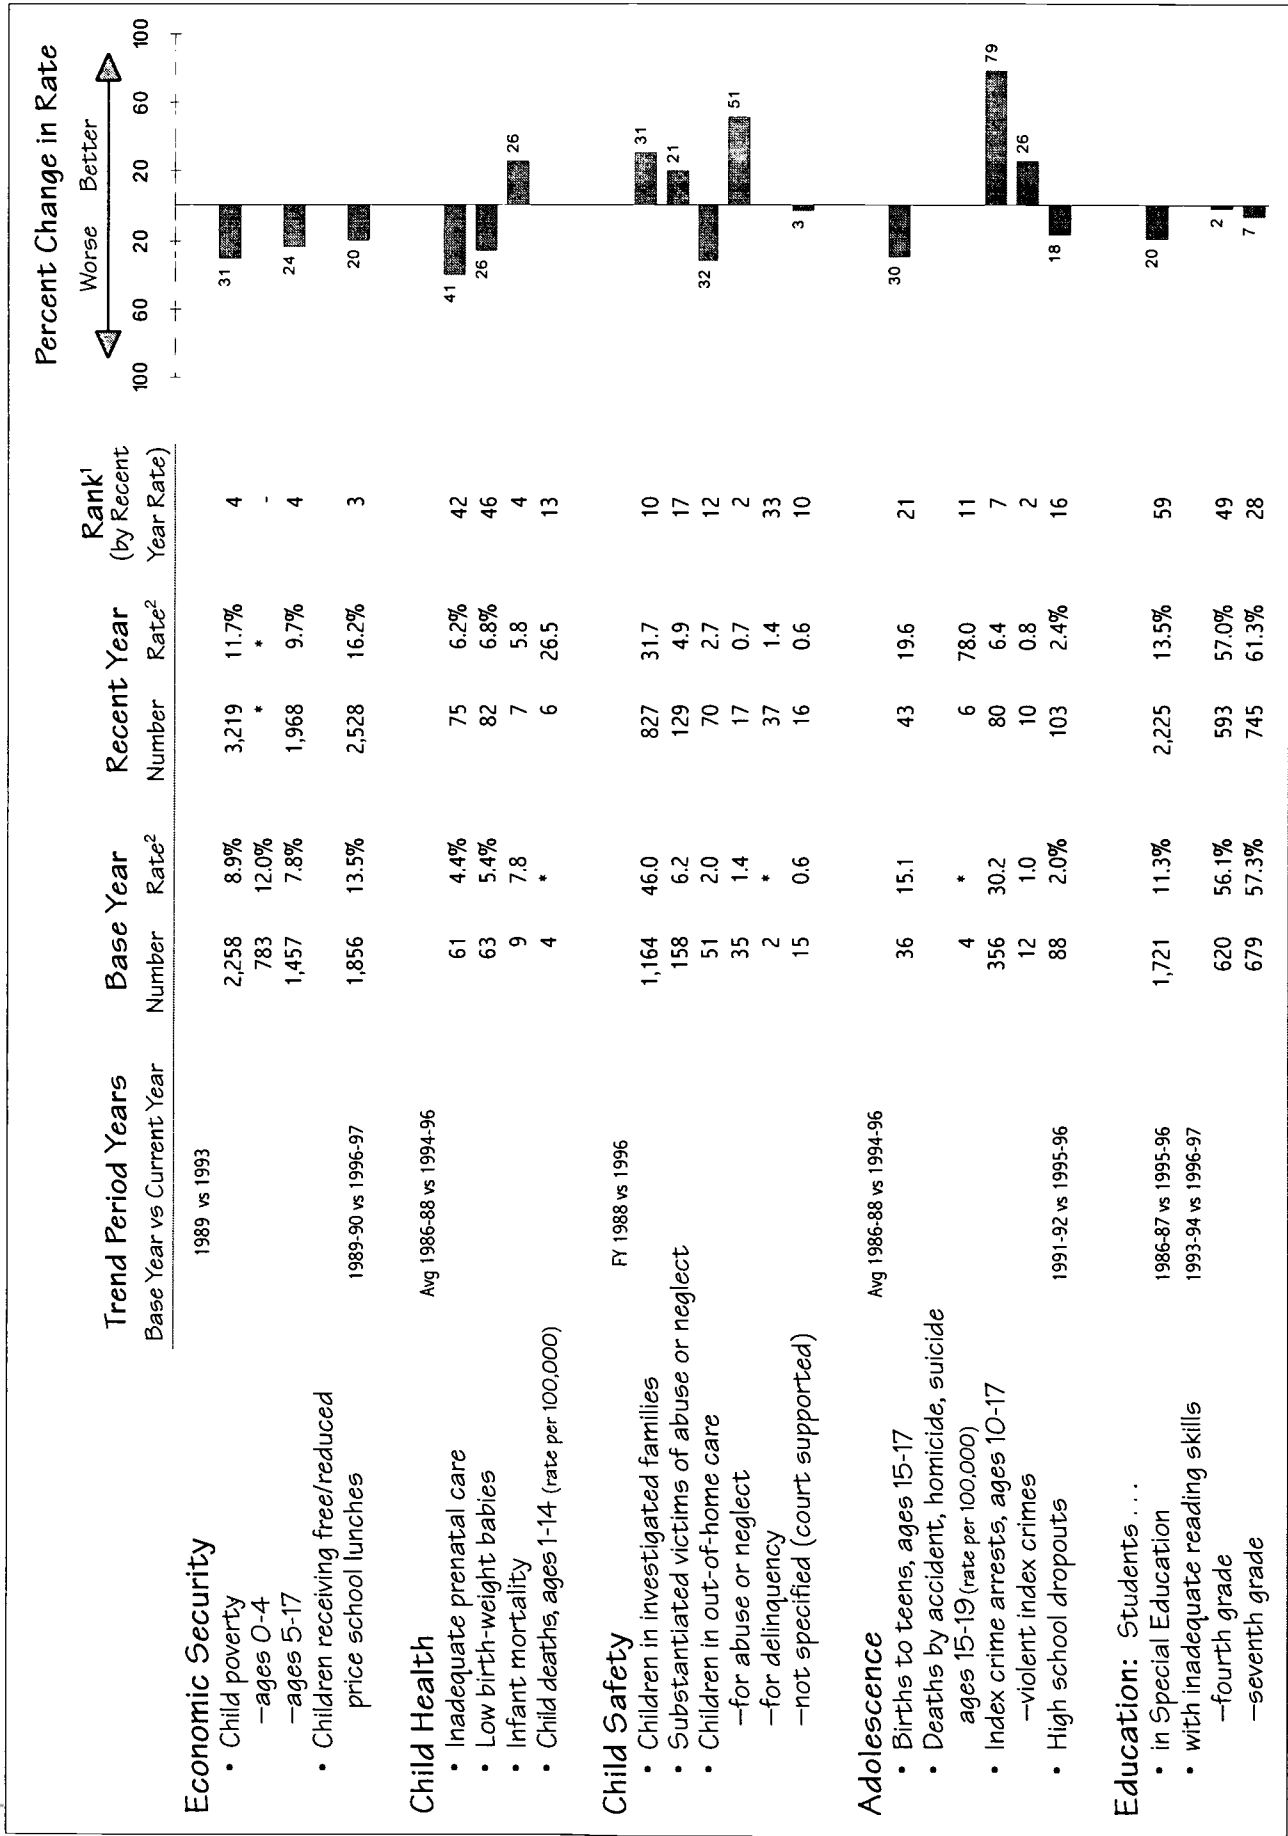 Trend Period Years Base Year Recent Year Rank¹ Percent Change in Rate
(by Recent Worse Better
Base Year vs Current Year Number Rate² Number Rate² Year Rate) 100 60 20 20 60 100
Economic Security 1989 vs 1993
• Child poverty 2,258 8.9% 3,219 11.7% 4 31
–ages 0-4 783 12.0% * * -
–ages 5-17 1,457 7.8% 1,968 9.7% 4 24
• Children receiving free/reduced
price school lunches 1989-90 vs 1996-97 1,856 13.5% 2,528 16.2% 3 20
Child Health Avg 1986-88 vs 1994-96
• Inadequate prenatal care 61 4.4% 75 6.2% 42 41
• Low birth-weight babies 63 5.4% 82 6.8% 46 26
• Infant mortality 9 7.8 7 5.8 4 26
• Child deaths, ages 1-14 (rate per 100,000) 4 * 6 26.5 13
Child Safety FY 1988 vs 1996
• Children in investigated families 1,164 46.0 827 31.7 10 31
• Substantiated victims of abuse or neglect 158 6.2 129 4.9 17 21
• Children in out-of-home care 51 2.0 70 2.7 12 32
–for abuse or neglect 35 1.4 17 0.7 2 51
–for delinquency 2 * 37 1.4 33
–not specified (court supported) 15 0.6 16 0.6 10 3
Adolescence Avg 1986-88 vs 1994-96
• Births to teens, ages 15-17 36 15.1 43 19.6 21 30
• Deaths by accident, homicide, suicide
ages 15-19 (rate per 100,000) 4 * 6 78.0 11
• Index crime arrests, ages 10-17 356 30.2 80 6.4 7 79
–violent index crimes 12 1.0 10 0.8 2 26
• High school dropouts 1991-92 vs 1995-96 88 2.0% 103 2.4% 16 18
Education: Students . . .
• in Special Education 1986-87 vs 1995-96 1,721 11.3% 2,225 13.5% 59 20
• with inadequate reading skills 1993-94 vs 1996-97
–fourth grade 620 56.1% 593 57.0% 49 2
–seventh grade 679 57.3% 745 61.3% 28 7